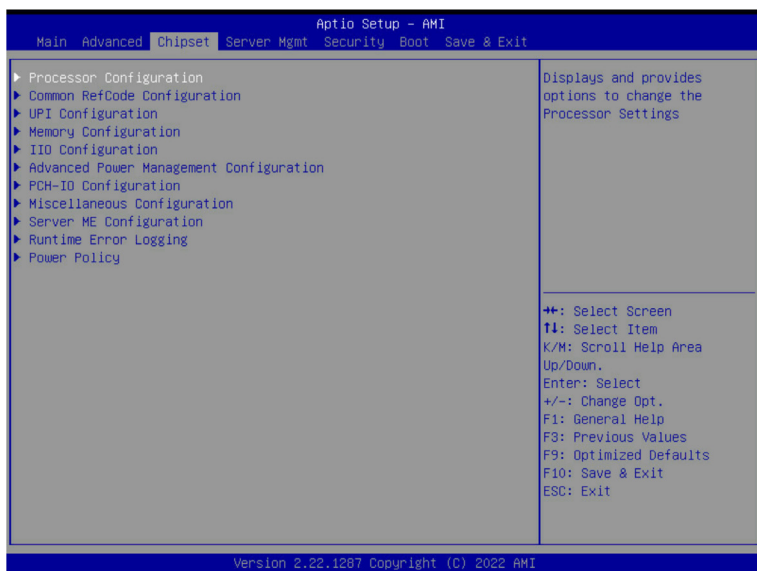 Aptio Setup – AMI
Main Advanced Chipset Server Mgmt Security Boot Save & Exit
▶ Processor Configuration
▶ Common RefCode Configuration
▶ UPI Configuration
▶ Memory Configuration
▶ IIO Configuration
▶ Advanced Power Management Configuration
▶ PCH-IO Configuration
▶ Miscellaneous Configuration
▶ Server ME Configuration
▶ Runtime Error Logging
▶ Power Policy
Displays and provides
options to change the
Processor Settings
→←: Select Screen
↑↓: Select Item
K/M: Scroll Help Area
Up/Down.
Enter: Select
+/-: Change Opt.
F1: General Help
F3: Previous Values
F9: Optimized Defaults
F10: Save & Exit
ESC: Exit
Version 2.22.1287 Copyright (C) 2022 AMI